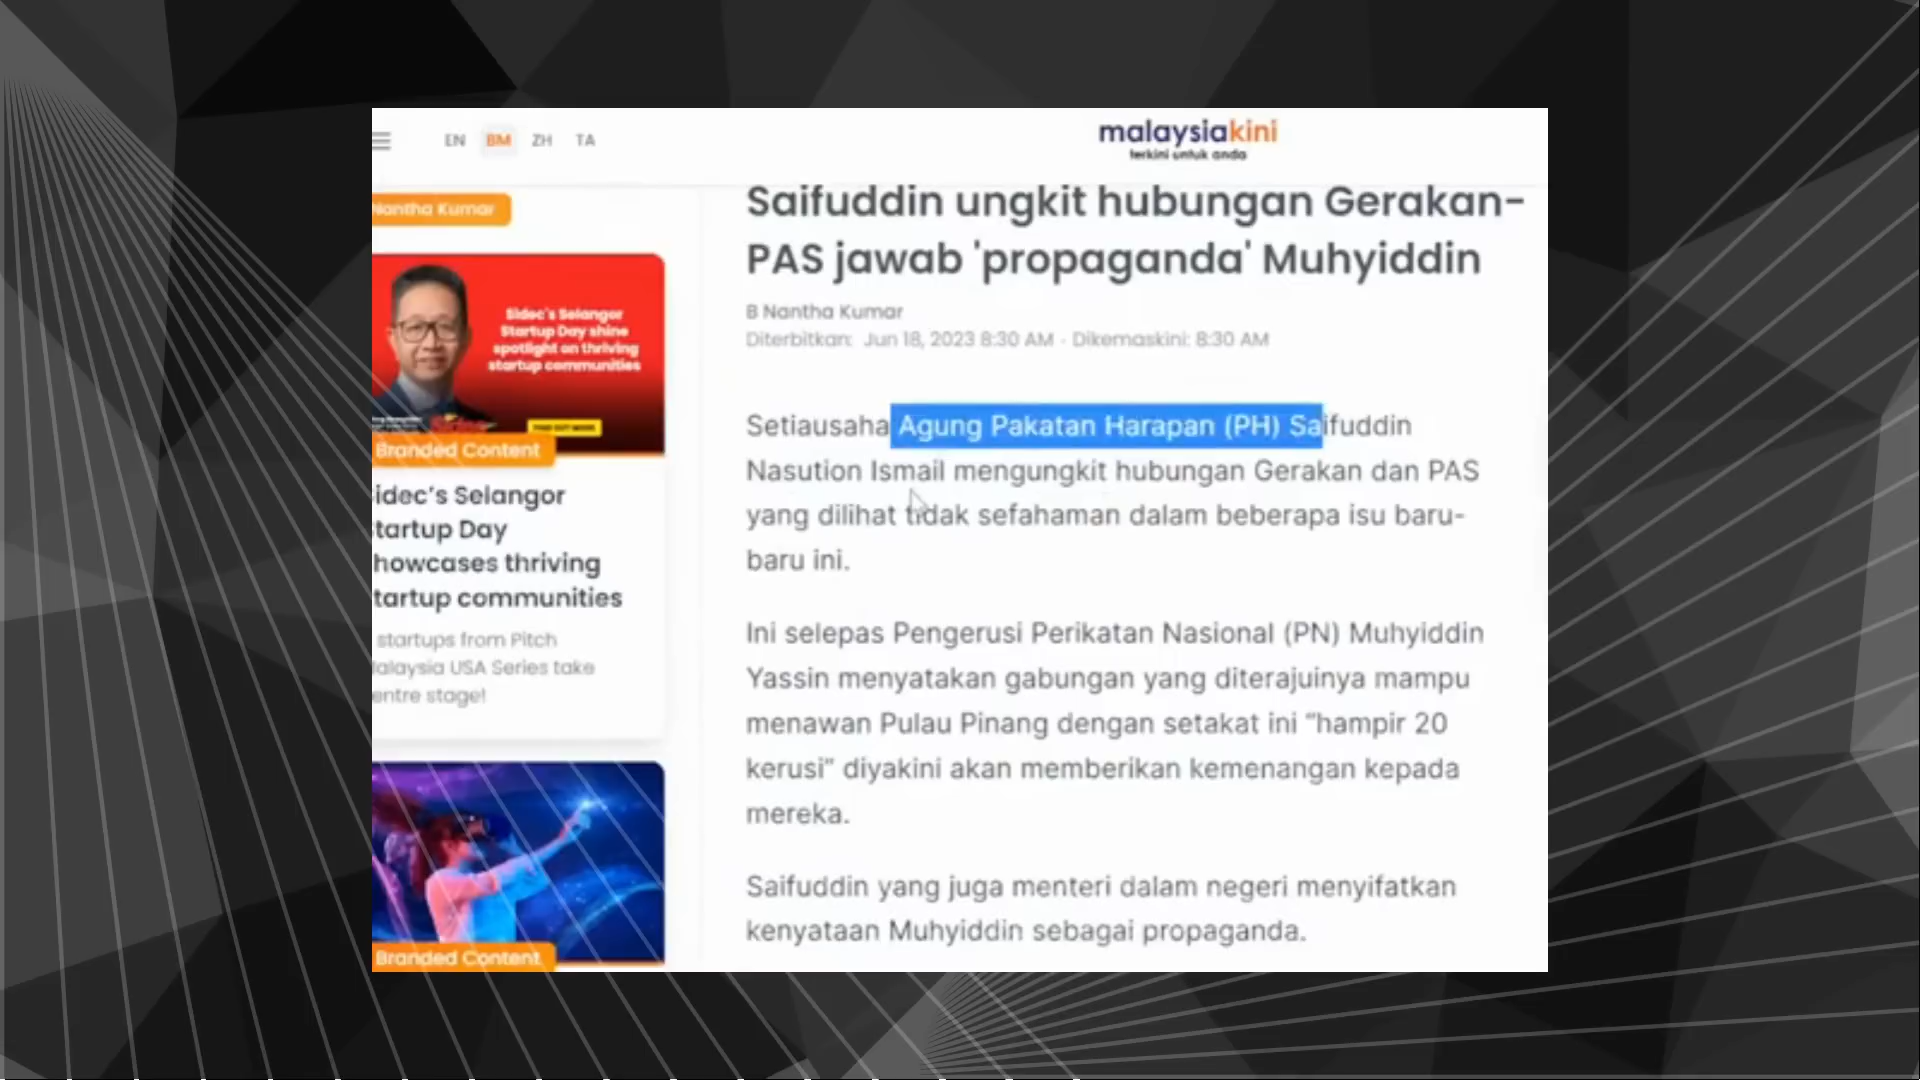 EN BM ZH TA
malaysiakini
terkini untuk anda
Nantha Kumar
Sidec's Selangor
Startup Day shine
spotlight on thriving
startup communities
FIND OUT MORE
Branded Content
idec's Selangor
tartup Day
howcases thriving
tartup communities
startups from Pitch
alaysia USA Series take
entre stage!
Branded Content
Saifuddin ungkit hubungan Gerakan-
PAS jawab 'propaganda' Muhyiddin
B Nantha Kumar
Diterbitkan: Jun 18, 2023 8:30 AM · Dikemaskini: 8:30 AM
Setiausaha Agung Pakatan Harapan (PH) Saifuddin
Nasution Ismail mengungkit hubungan Gerakan dan PAS
yang dilihat tidak sefahaman dalam beberapa isu baru-
baru ini.
Ini selepas Pengerusi Perikatan Nasional (PN) Muhyiddin
Yassin menyatakan gabungan yang diterajuinya mampu
menawan Pulau Pinang dengan setakat ini "hampir 20
kerusi" diyakini akan memberikan kemenangan kepada
mereka.
Saifuddin yang juga menteri dalam negeri menyifatkan
kenyataan Muhyiddin sebagai propaganda.